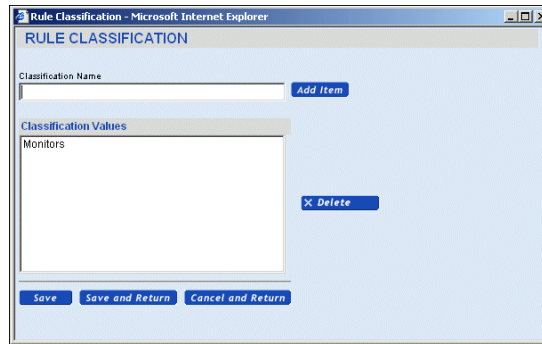 Rule Classification - Microsoft Internet Explorer
RULE CLASSIFICATION
Classification Name
Add Item
Classification Values
Monitors
Delete
Save Save and Return Cancel and Return